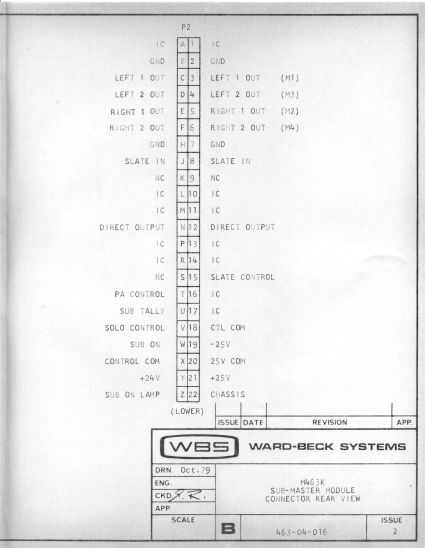 P2
IC A 1 IC
GND B 2 GND
LEFT 1 OUT C 3 LEFT 1 OUT (M1)
LEFT 2 OUT D 4 LEFT 2 OUT (M3)
RIGHT 1 OUT E 5 RIGHT 1 OUT (M2)
RIGHT 2 OUT F 6 RIGHT 2 OUT (M4)
GND H 7 GND
SLATE IN J 8 SLATE IN
NC K 9 NC
IC L 10 IC
IC M 11 IC
DIRECT OUTPUT N 12 DIRECT OUTPUT
IC P 13 IC
IC R 14 IC
NC S 15 SLATE CONTROL
PA CONTROL T 16 IC
SUB TALLY U 17 IC
SOLO CONTROL V 18 CTL COM
SUB ON W 19 -25V
CONTROL COM X 20 25V COM
+24V Y 21 +25V
SUB ON LAMP Z 22 CHASSIS
(LOWER)
ISSUE DATE REVISION APP.
WBS WARD-BECK SYSTEMS
DRN. Oct.79
ENG.
CKD.
APP.
M463K
SUB-MASTER MODULE
CONNECTOR REAR VIEW
SCALE
B
463-04-016
ISSUE
2